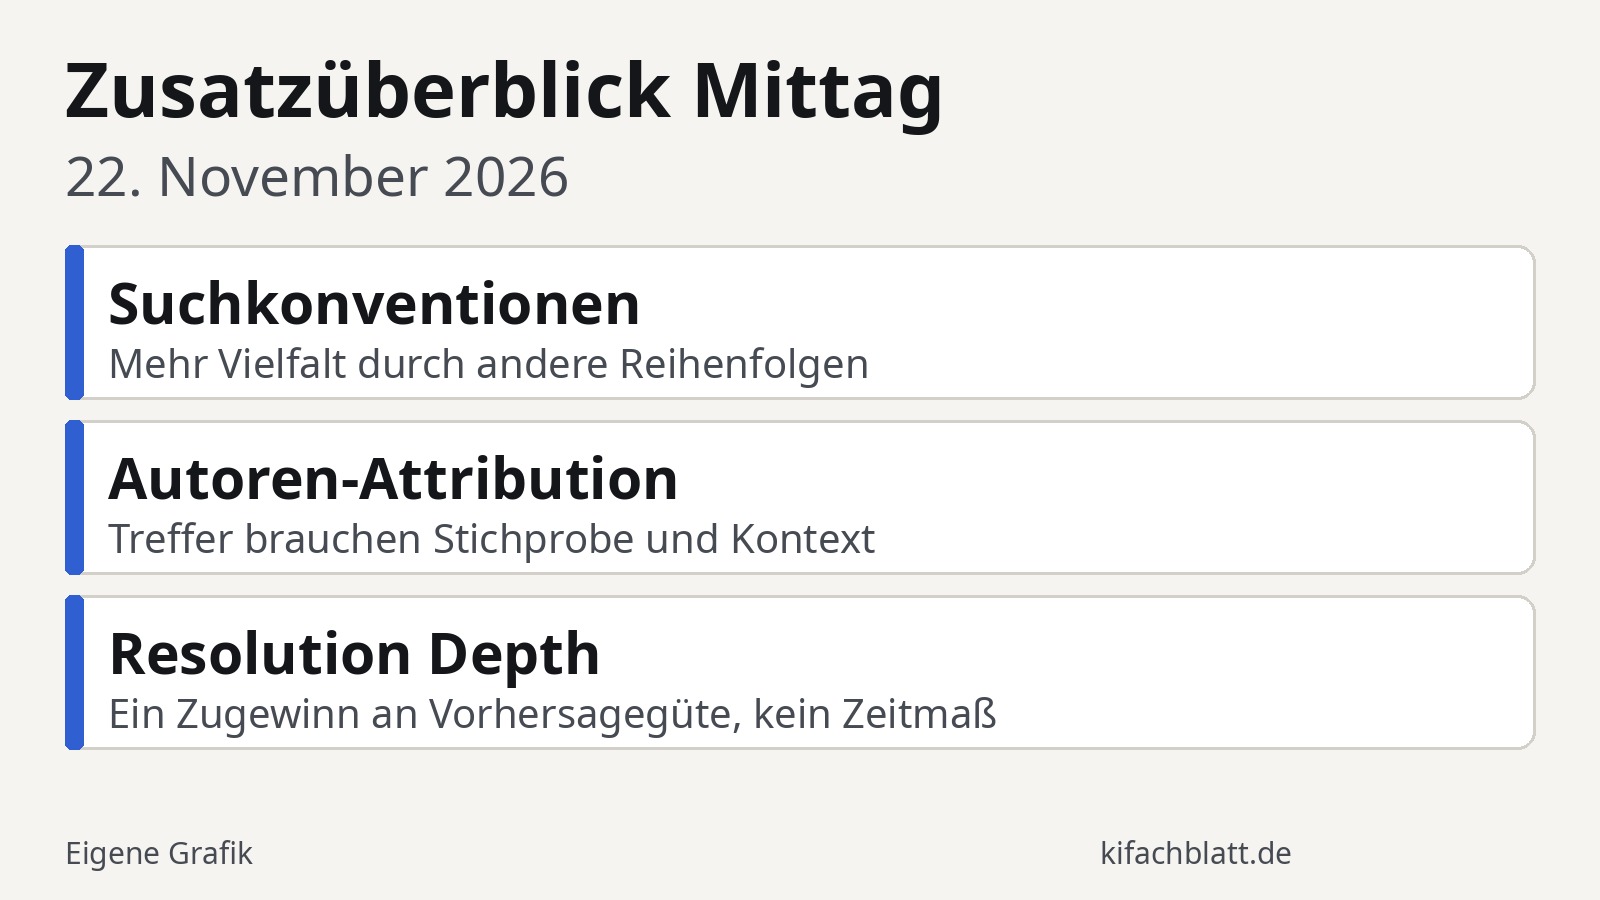 Zusatzüberblick Mittag
22. November 2026
Suchkonventionen
Mehr Vielfalt durch andere Reihenfolgen
Autoren-Attribution
Treffer brauchen Stichprobe und Kontext
Resolution Depth
Ein Zugewinn an Vorhersagegüte, kein Zeitmaß
Eigene Grafik
kifachblatt.de